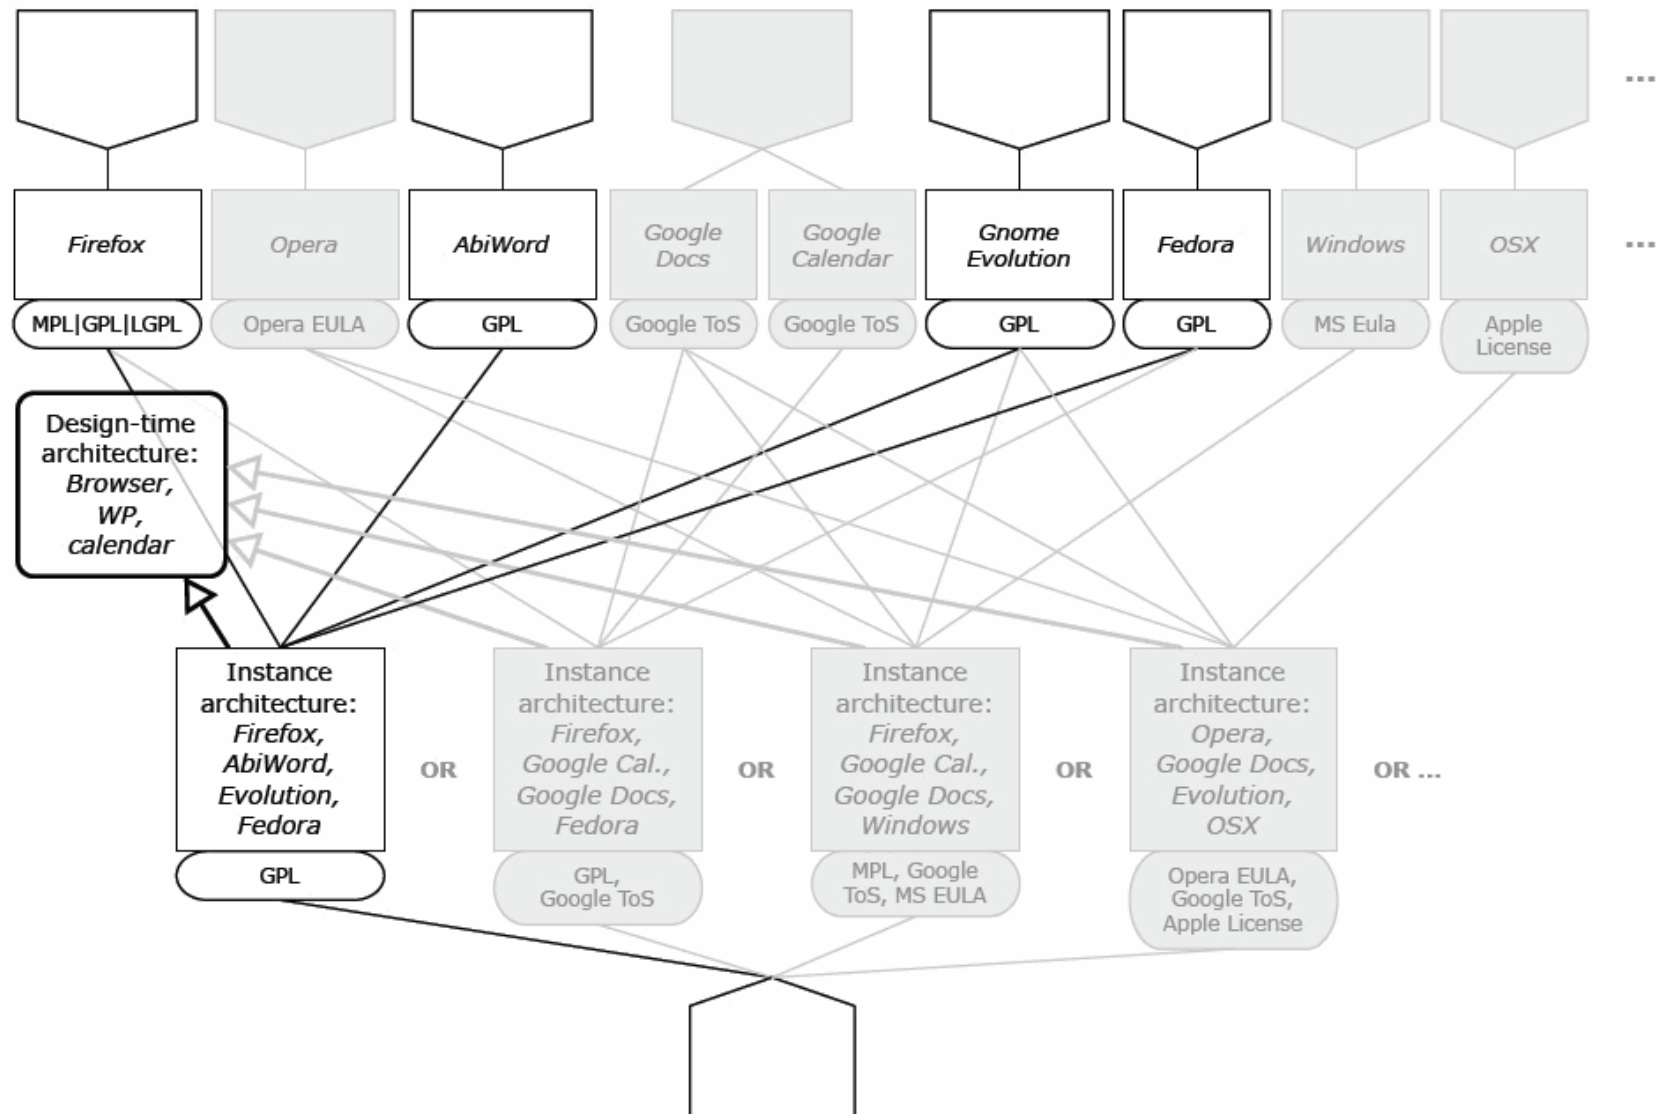 ...
Firefox
Opera
AbiWord
Google
Docs
Google
Calendar
Gnome
Evolution
Fedora
Windows
OSX
...
MPL|GPL|LGPL
Opera EULA
GPL
Google ToS
Google ToS
GPL
GPL
MS Eula
Apple
License
Design-time
architecture:
Browser,
WP,
calendar
Instance
architecture:
Firefox,
AbiWord,
Evolution,
Fedora
GPL
OR
Instance
architecture:
Firefox,
Google Cal.,
Google Docs,
Fedora
GPL,
Google ToS
OR
Instance
architecture:
Firefox,
Google Cal.,
Google Docs,
Windows
MPL, Google
ToS, MS EULA
OR
Instance
architecture:
Opera,
Google Docs,
Evolution,
OSX
Opera EULA,
Google ToS,
Apple License
OR ...